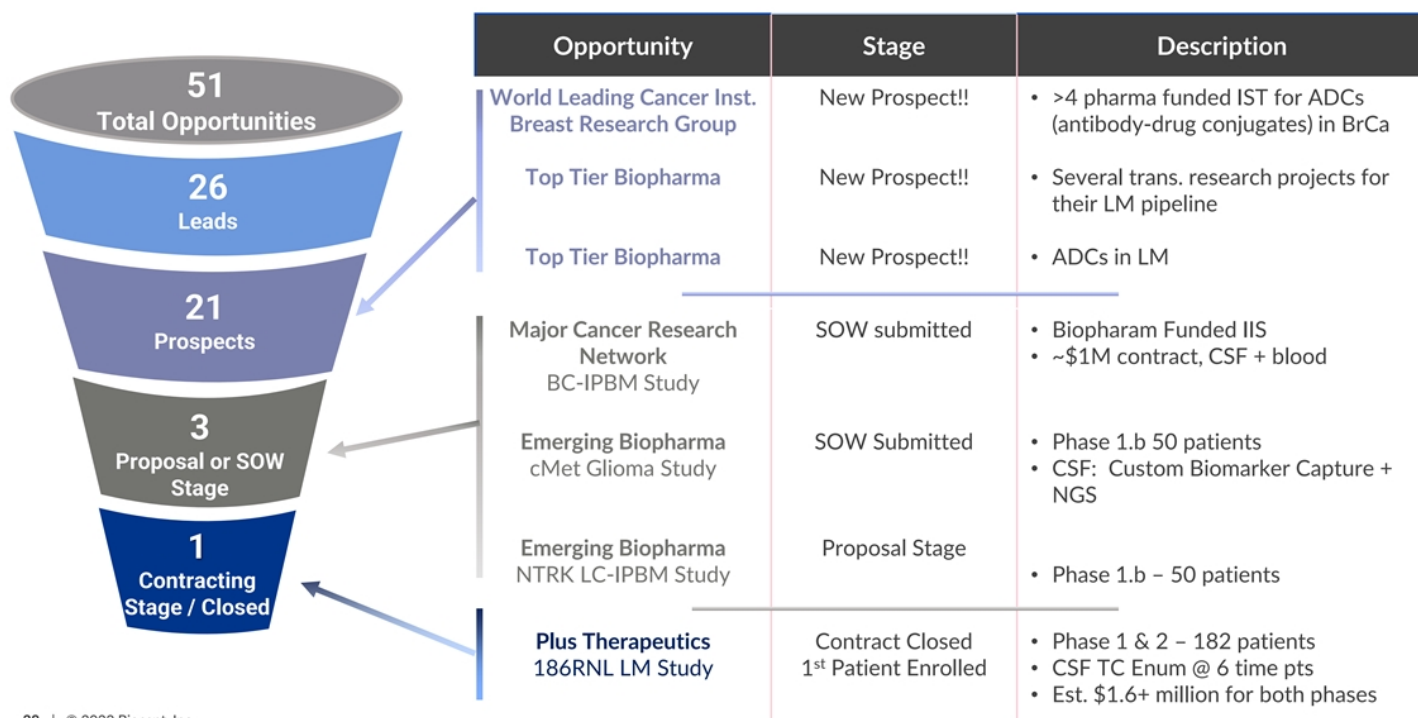 51
Total Opportunities
26
Leads
21
Prospects
3
Proposal or SOW
Stage
1
Contracting
Stage / Closed
Opportunity
Stage
Description
World Leading Cancer Inst.
Breast Research Group
New Prospect!!
• >4 pharma funded IST for ADCs
(antibody-drug conjugates) in BrCa
Top Tier Biopharma
New Prospect!!
• Several trans. research projects for
their LM pipeline
Top Tier Biopharma
New Prospect!!
• ADCs in LM
Major Cancer Research
Network
BC-IPBM Study
SOW submitted
• Biopharam Funded IIS
• ~$1M contract, CSF + blood
Emerging Biopharma
cMet Glioma Study
SOW Submitted
• Phase 1.b 50 patients
• CSF: Custom Biomarker Capture +
NGS
Emerging Biopharma
NTRK LC-IPBM Study
Proposal Stage
• Phase 1.b – 50 patients
Plus Therapeutics
186RNL LM Study
Contract Closed
1st Patient Enrolled
• Phase 1 & 2 – 182 patients
• CSF TC Enum @ 6 time pts
• Est. $1.6+ million for both phases